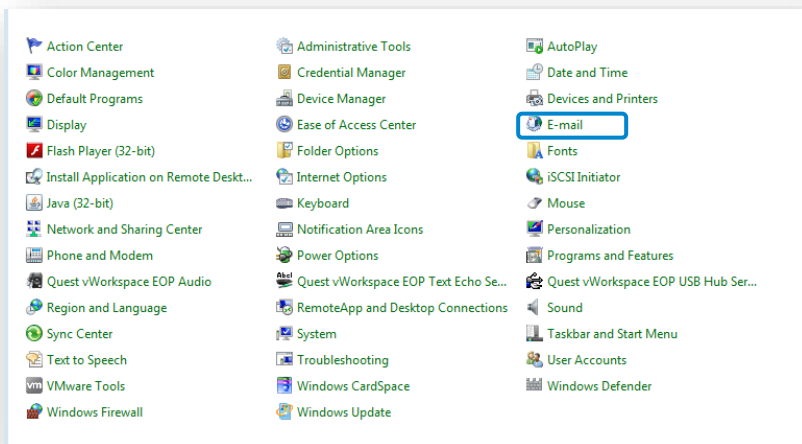 Action Center
Administrative Tools
AutoPlay
Color Management
Credential Manager
Date and Time
Default Programs
Device Manager
Devices and Printers
Display
Ease of Access Center
E-mail
Flash Player (32-bit)
Folder Options
Fonts
Install Application on Remote Deskt...
Internet Options
iSCSI Initiator
Java (32-bit)
Keyboard
Mouse
Network and Sharing Center
Notification Area Icons
Personalization
Phone and Modem
Power Options
Programs and Features
Quest vWorkspace EOP Audio
Quest vWorkspace EOP Text Echo Se...
Quest vWorkspace EOP USB Hub Ser...
Region and Language
RemoteApp and Desktop Connections
Sound
Sync Center
System
Taskbar and Start Menu
Text to Speech
Troubleshooting
User Accounts
VMware Tools
Windows CardSpace
Windows Defender
Windows Firewall
Windows Update